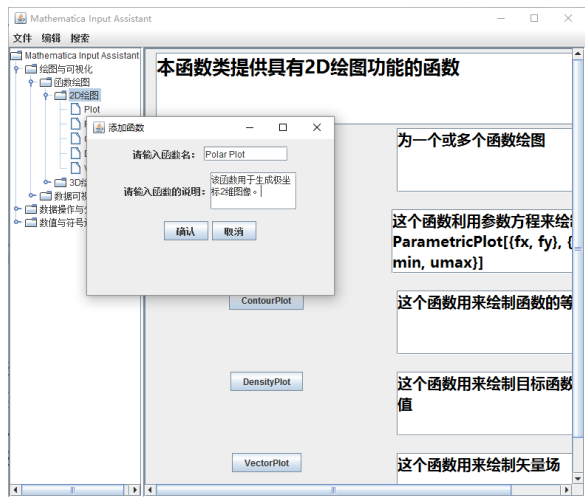 Mathematica Input Assistant
文件 编辑 搜索
Mathematica Input Assistant
绘图与可视化
函数绘图
2D绘图
Plot
3D绘
数据可视
数据操作与
数值与符号
本函数类提供具有2D绘图功能的函数
添加函数
请输入函数名：
Polar Plot
请输入函数的说明：
该函数用于生成极坐
标2维图像。
确认
取消
为一个或多个函数绘图
这个函数利用参数方程来绘
ParametricPlot[{fx, fy}, {
min, umax}]
ContourPlot
这个函数用来绘制函数的等
DensityPlot
这个函数用来绘制目标函数
值
VectorPlot
这个函数用来绘制矢量场